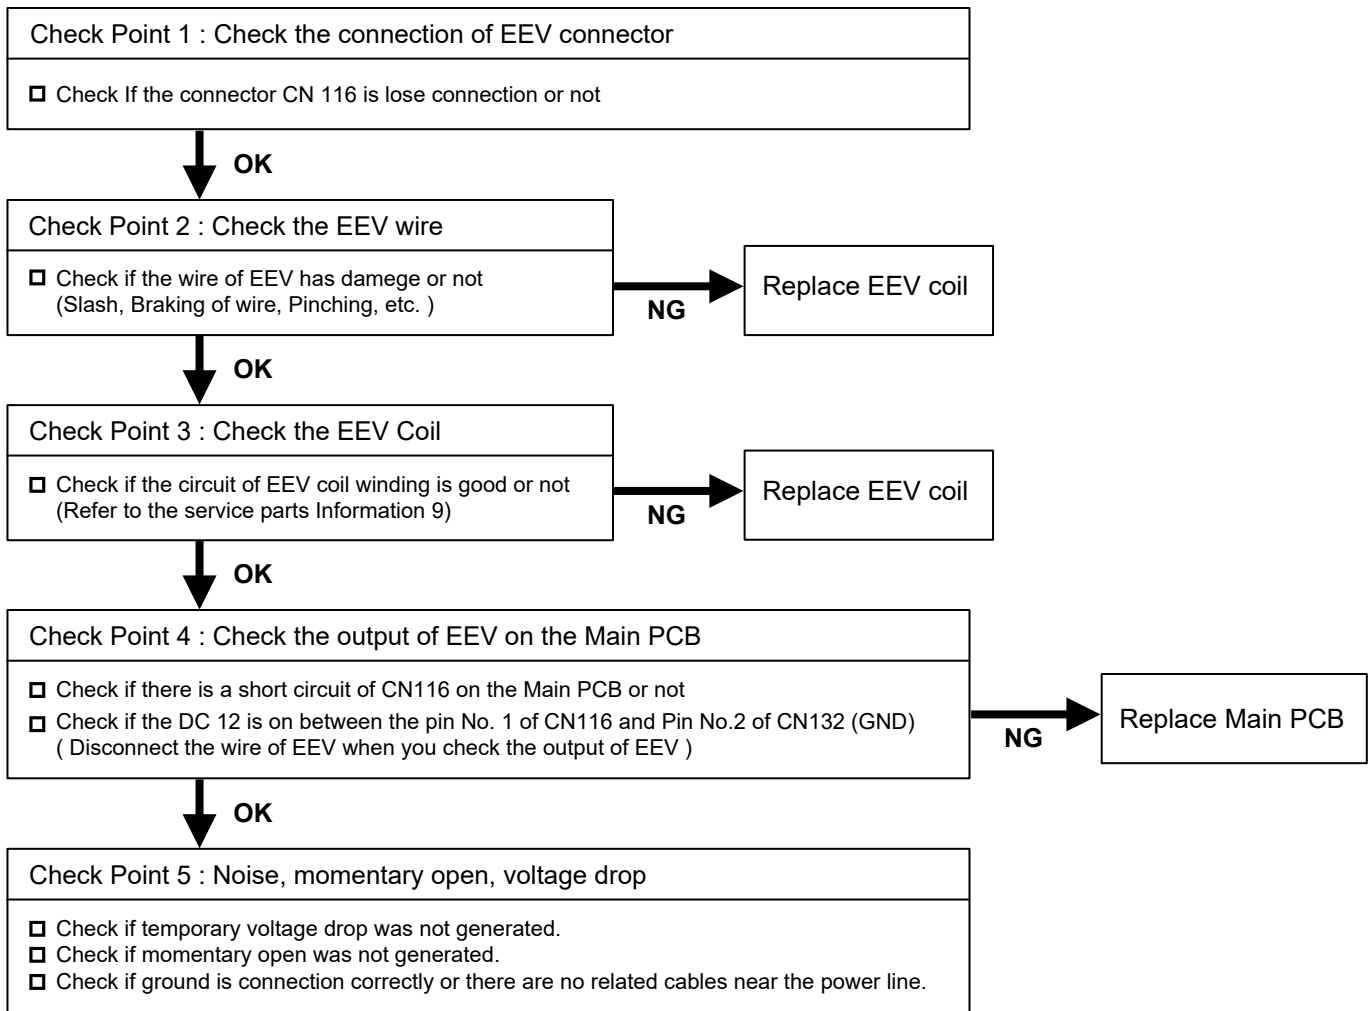 Check Point 1 : Check the connection of EEV connector
Check If the connector CN 116 is lose connection or not
OK
Check Point 2 : Check the EEV wire
Check if the wire of EEV has damege or not
(Slash, Braking of wire, Pinching, etc. )
NG
Replace EEV coil
OK
Check Point 3 : Check the EEV Coil
Check if the circuit of EEV coil winding is good or not
(Refer to the service parts Information 9)
NG
Replace EEV coil
OK
Check Point 4 : Check the output of EEV on the Main PCB
Check if there is a short circuit of CN116 on the Main PCB or not
Check if the DC 12 is on between the pin No. 1 of CN116 and Pin No.2 of CN132 (GND)
( Disconnect the wire of EEV when you check the output of EEV )
NG
Replace Main PCB
OK
Check Point 5 : Noise, momentary open, voltage drop
Check if temporary voltage drop was not generated.
Check if momentary open was not generated.
Check if ground is connection correctly or there are no related cables near the power line.